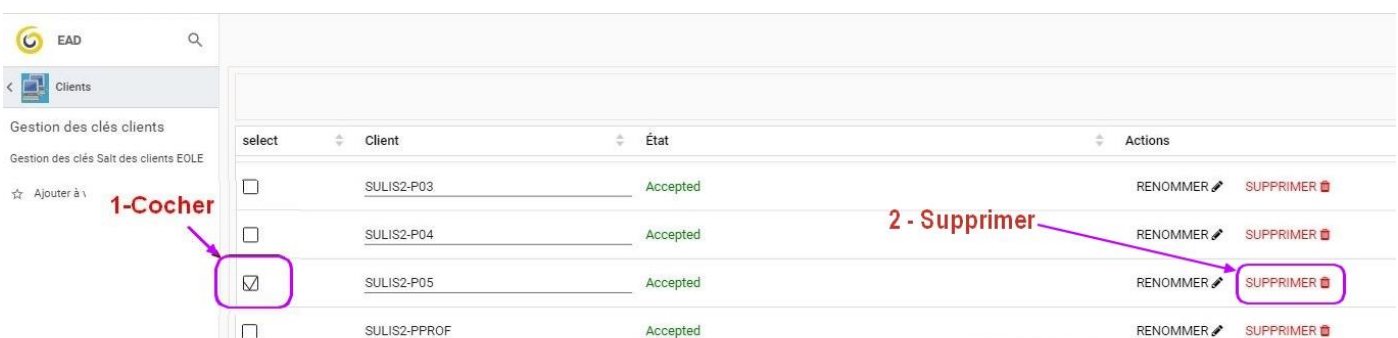 EAD
Clients
Gestion des clés clients
Gestion des clés Salt des clients EOLE
Ajouter à
1-Cocher
select Client État Actions
SULIS2-P03 Accepted RENOMMER SUPPRIMER
2 - Supprimer
SULIS2-P04 Accepted RENOMMER SUPPRIMER
SULIS2-P05 Accepted RENOMMER SUPPRIMER
SULIS2-PPROF Accepted RENOMMER SUPPRIMER